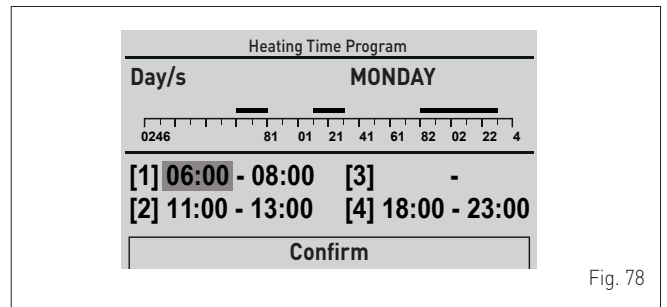 Heating Time Program
Day/s MONDAY
0246 81 01 21 41 61 82 02 22 4
[1] 06:00 - 08:00 [3] -
[2] 11:00 - 13:00 [4] 18:00 - 23:00
Confirm
Fig. 78